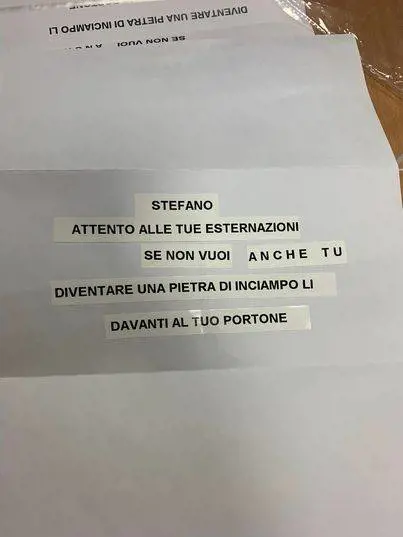 DIVENTARE UNA PIETRA DI INCIAMPO LI
SE NON VUOI
STEFANO
ATTENTO ALLE TUE ESTERNAZIONI
SE NON VUOI ANCHE TU
DIVENTARE UNA PIETRA DI INCIAMPO LI
DAVANTI AL TUO PORTONE